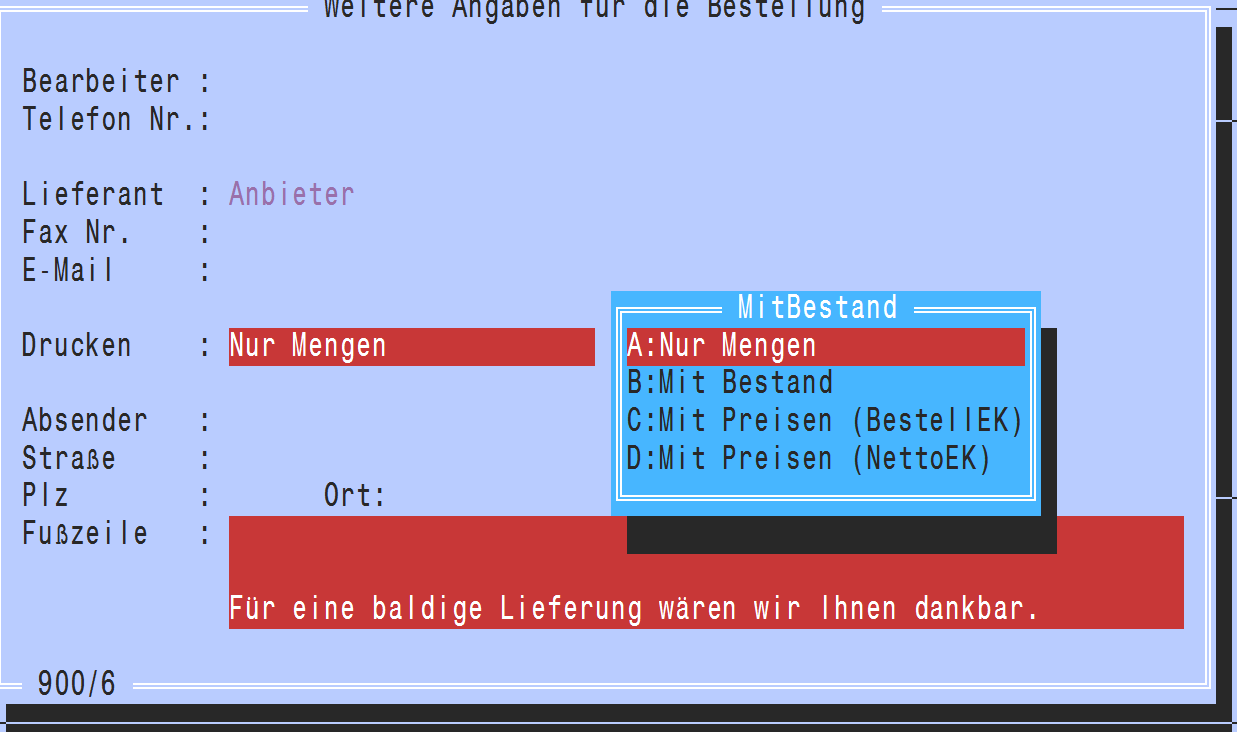 Weitere Angaben für die Bestellung
Bearbeiter :
Telefon Nr.:
Lieferant : Anbieter
Fax Nr. :
E-Mail :
MitBestand
Drucken : Nur Mengen
A:Nur Mengen
B:Mit Bestand
C:Mit Preisen (BestellEK)
D:Mit Preisen (NettoEK)
Absender :
Straße :
Plz : Ort:
Fußzeile :
Für eine baldige Lieferung wären wir Ihnen dankbar.
900/6